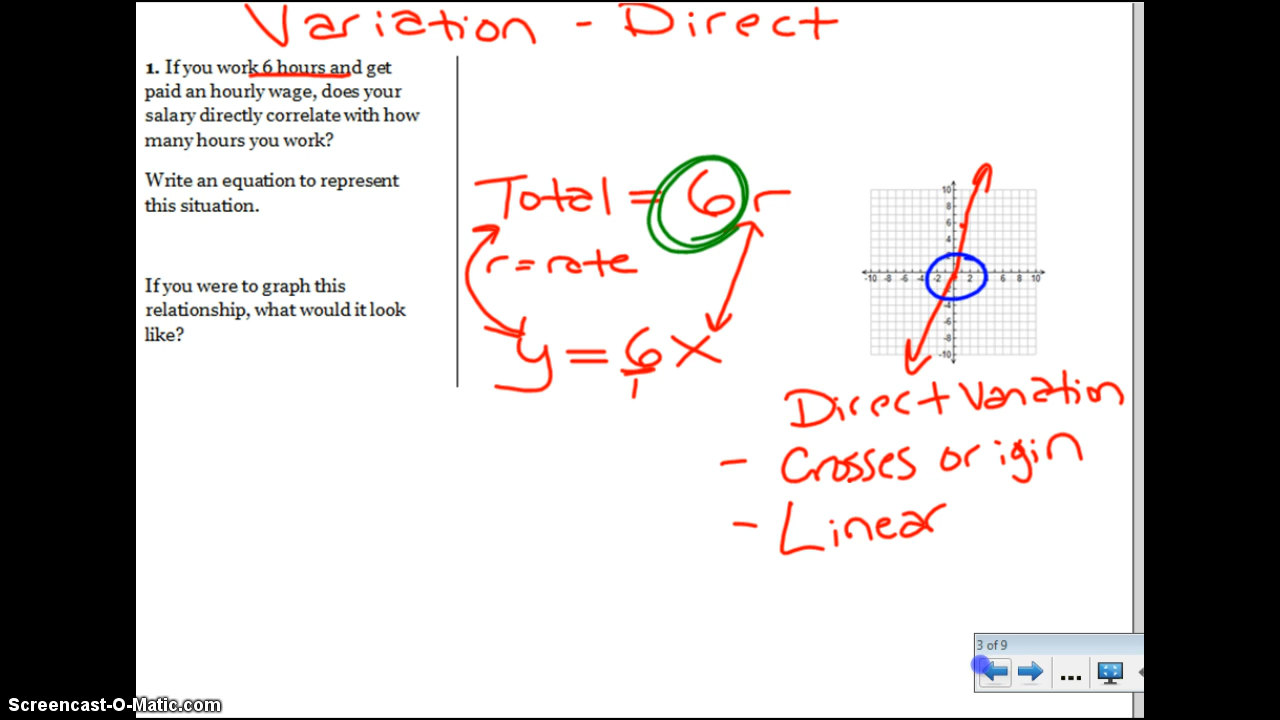 Variation - Direct
1. If you work 6 hours and get
paid an hourly wage, does your
salary directly correlate with how
many hours you work?
Write an equation to represent
this situation.
If you were to graph this
relationship, what would it look
like?
Total = 6r
r = rate
y = 6x
1
10
8
6
4
2
-10 -8 -6 -4 -2 2 4 6 8 10
-4
-6
-8
-10
Direct Variation
- Crosses origin
- Linear
3 of 9
...
Screencast-O-Matic.com